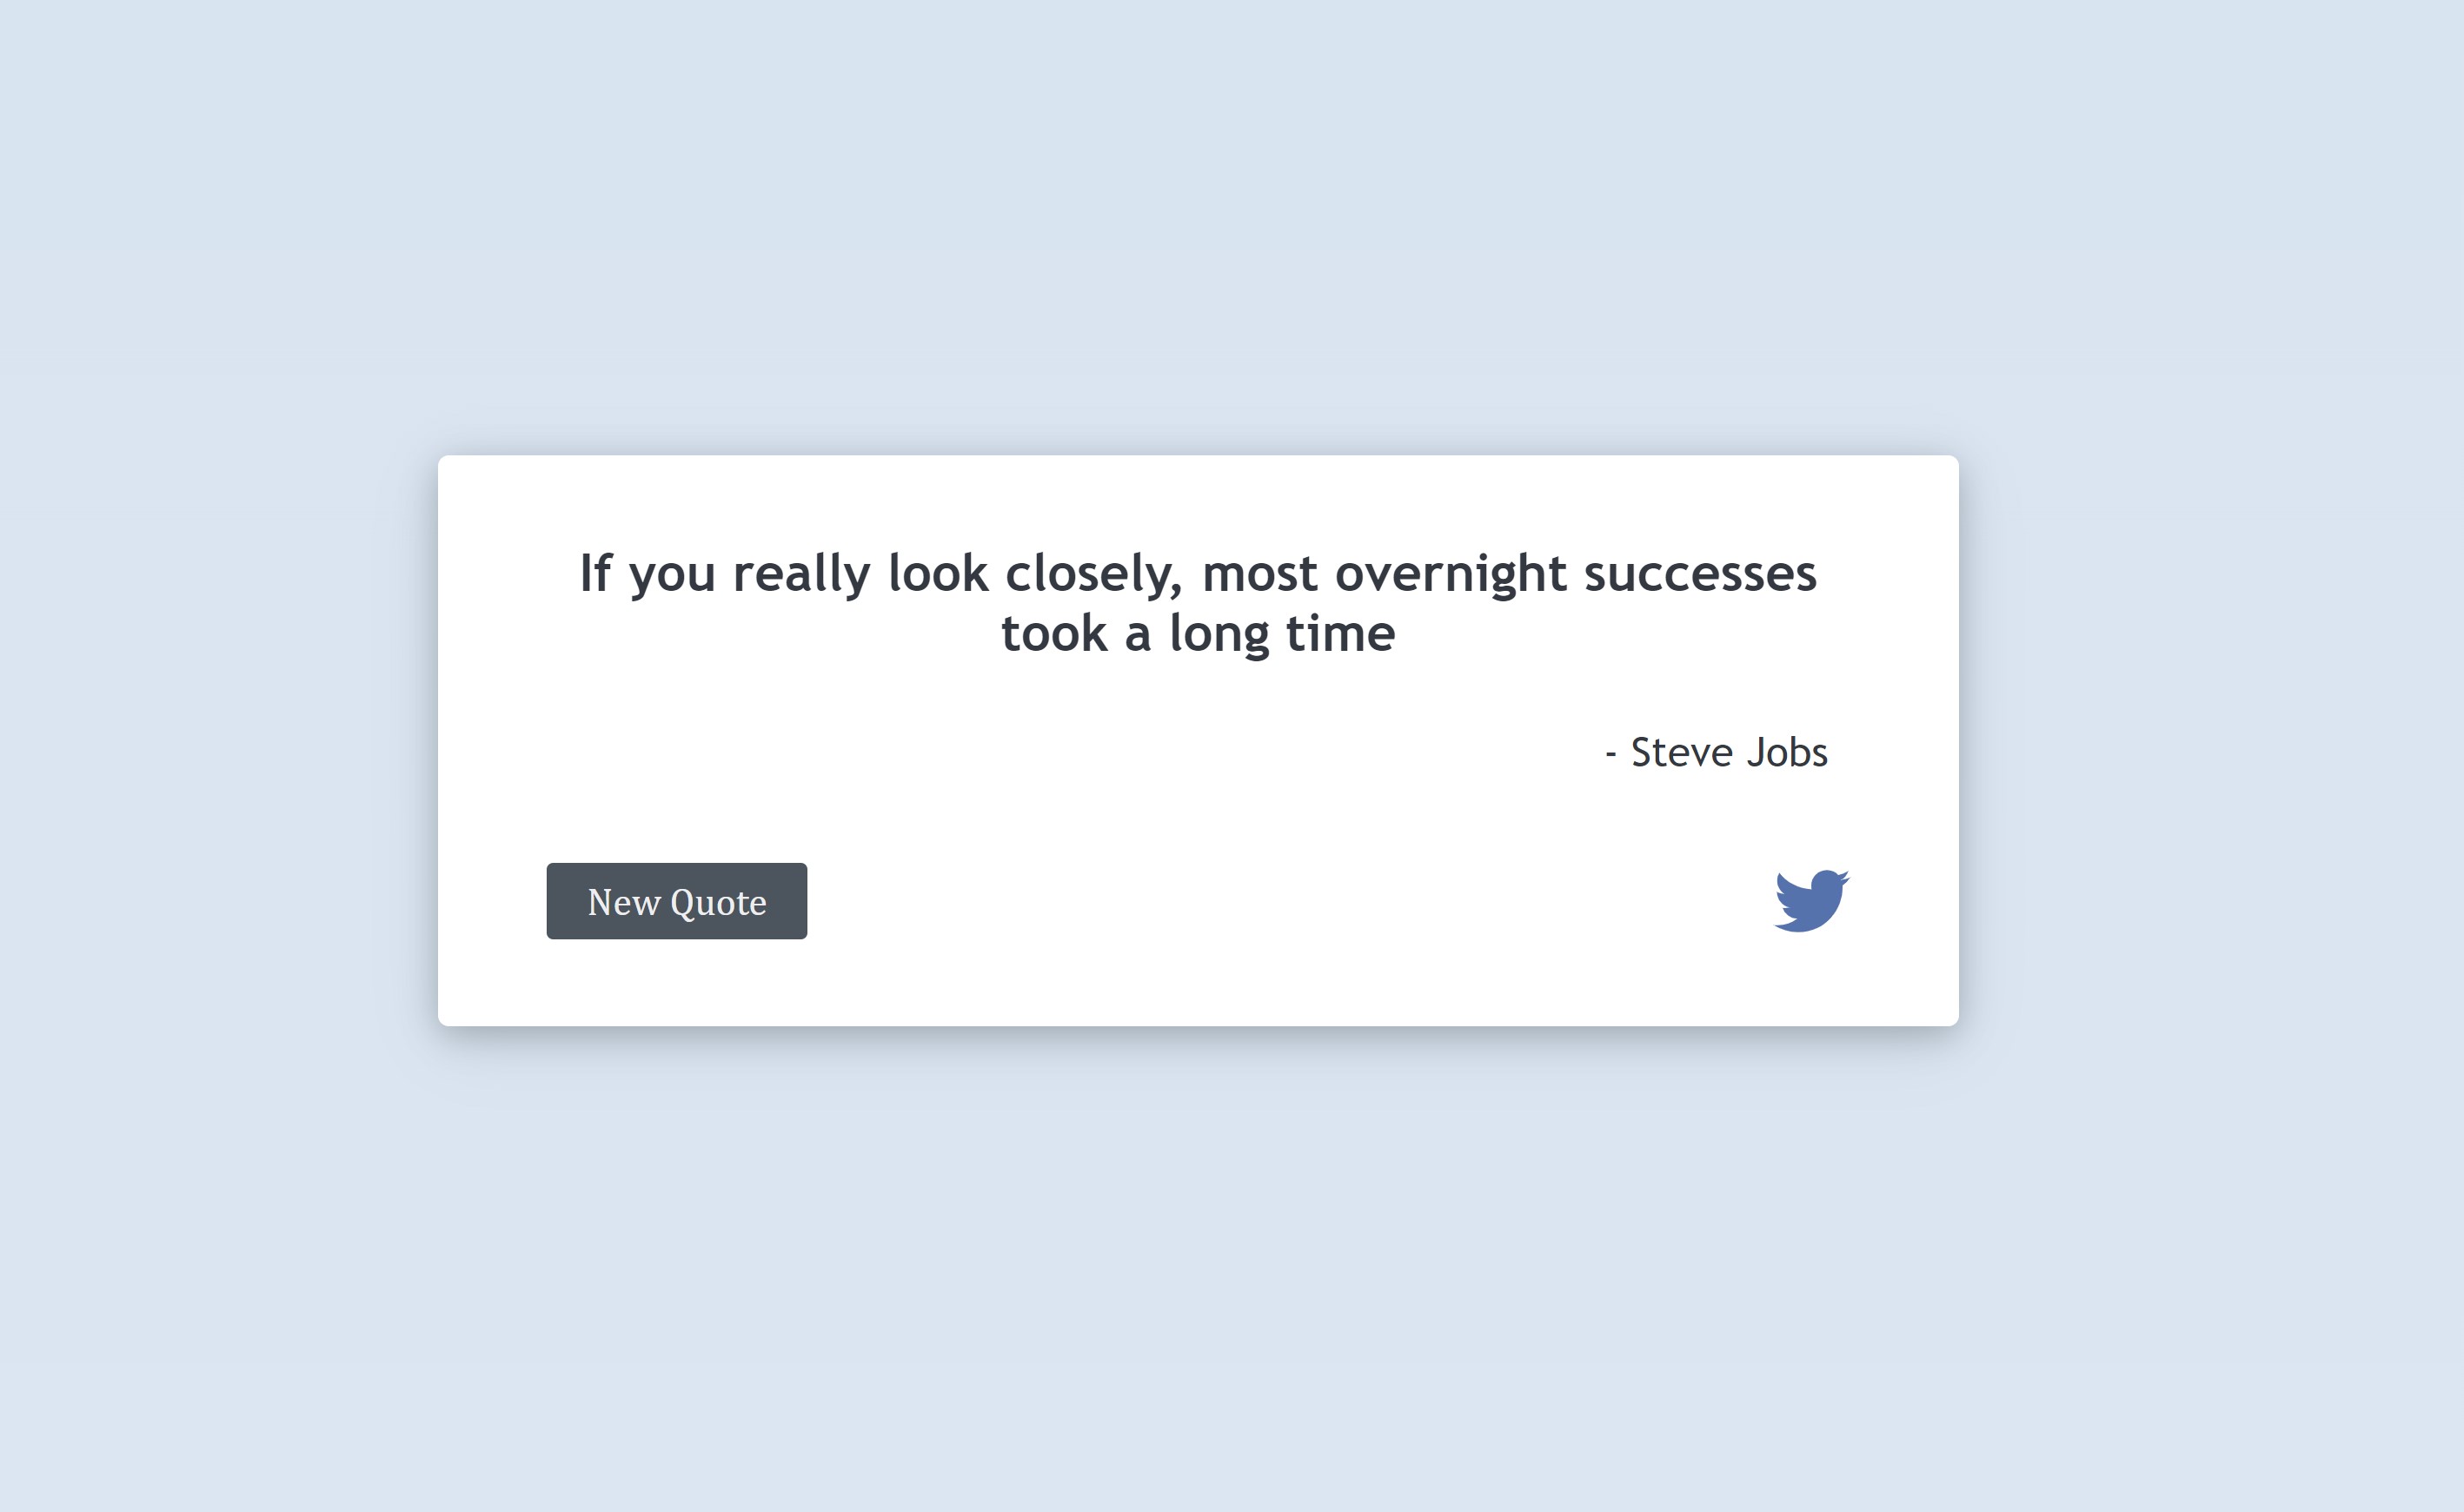 If you really look closely, most overnight successes
took a long time
- Steve Jobs
New Quote